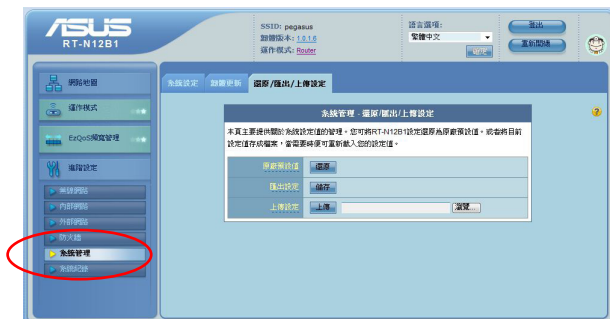 ASUS
RT-N12B1
SSID: pegasus
韌體版本: 1.0.1.6
運作模式: Router
語言選項:
繁體中文
設定
登出
重新開機
網路地圖
運作模式
EzQoS頻寬管理
進階設定
無線網路
內部網路
外部網路
防火牆
系統管理
系統紀錄
系統設定 韌體更新 還原/匯出/上傳設定
系統管理 - 還原/匯出/上傳設定
本頁主要提供關於系統設定值的管理。您可將RT-N12B1設定還原為原廠預設值，或者將目前
設定值存成檔案，當需要時便可重新載入您的設定值。
原廠預設值 還原
匯出設定 儲存
上傳設定 上傳 瀏覽...
?